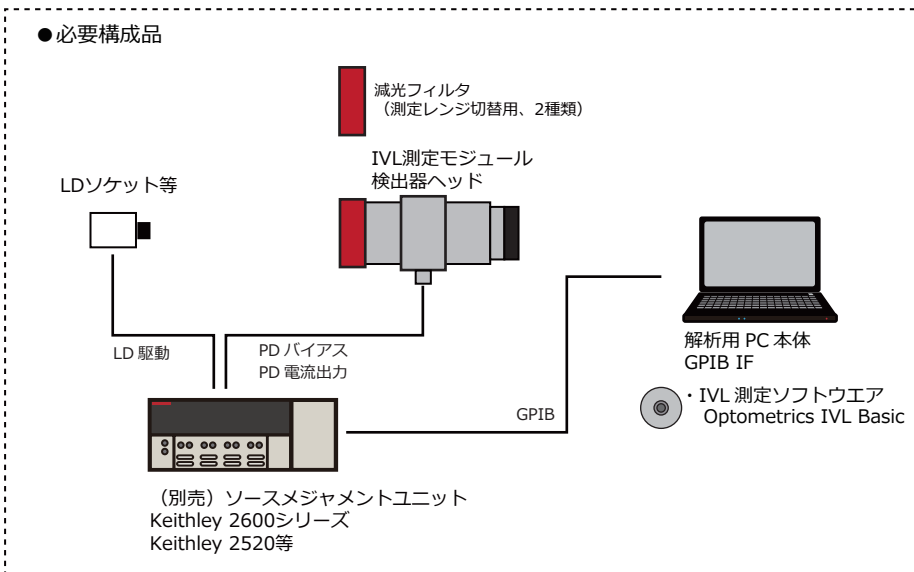 ●必要構成品
減光フィルタ
（測定レンジ切替用、2種類）
IVL測定モジュール
検出器ヘッド
LDソケット等
LD 駆動
PD バイアス
PD 電流出力
GPIB
解析用 PC 本体
GPIB IF
・IVL 測定ソフトウエア
Optometrics IVL Basic
（別売）ソースメジャメントユニット
Keithley 2600シリーズ
Keithley 2520等